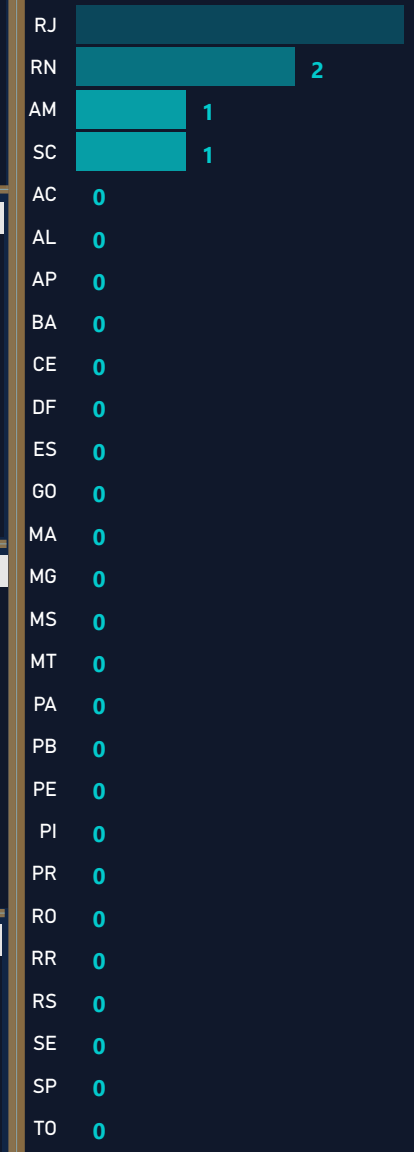 RJ
RN 2
AM 1
SC 1
AC 0
AL 0
AP 0
BA 0
CE 0
DF 0
ES 0
GO 0
MA 0
MG 0
MS 0
MT 0
PA 0
PB 0
PE 0
PI 0
PR 0
RO 0
RR 0
RS 0
SE 0
SP 0
TO 0